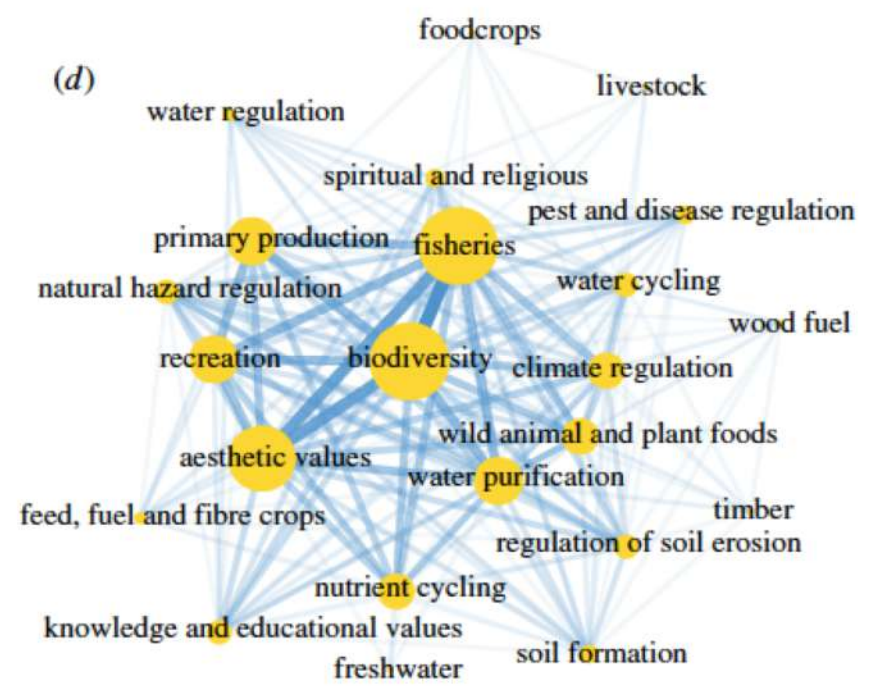 foodcrops
(d)
livestock
water regulation
spiritual and religious
pest and disease regulation
primary production
fisheries
water cycling
natural hazard regulation
wood fuel
recreation
biodiversity
climate regulation
wild animal and plant foods
aesthetic values
water purification
timber
feed, fuel and fibre crops
regulation of soil erosion
nutrient cycling
knowledge and educational values
soil formation
freshwater